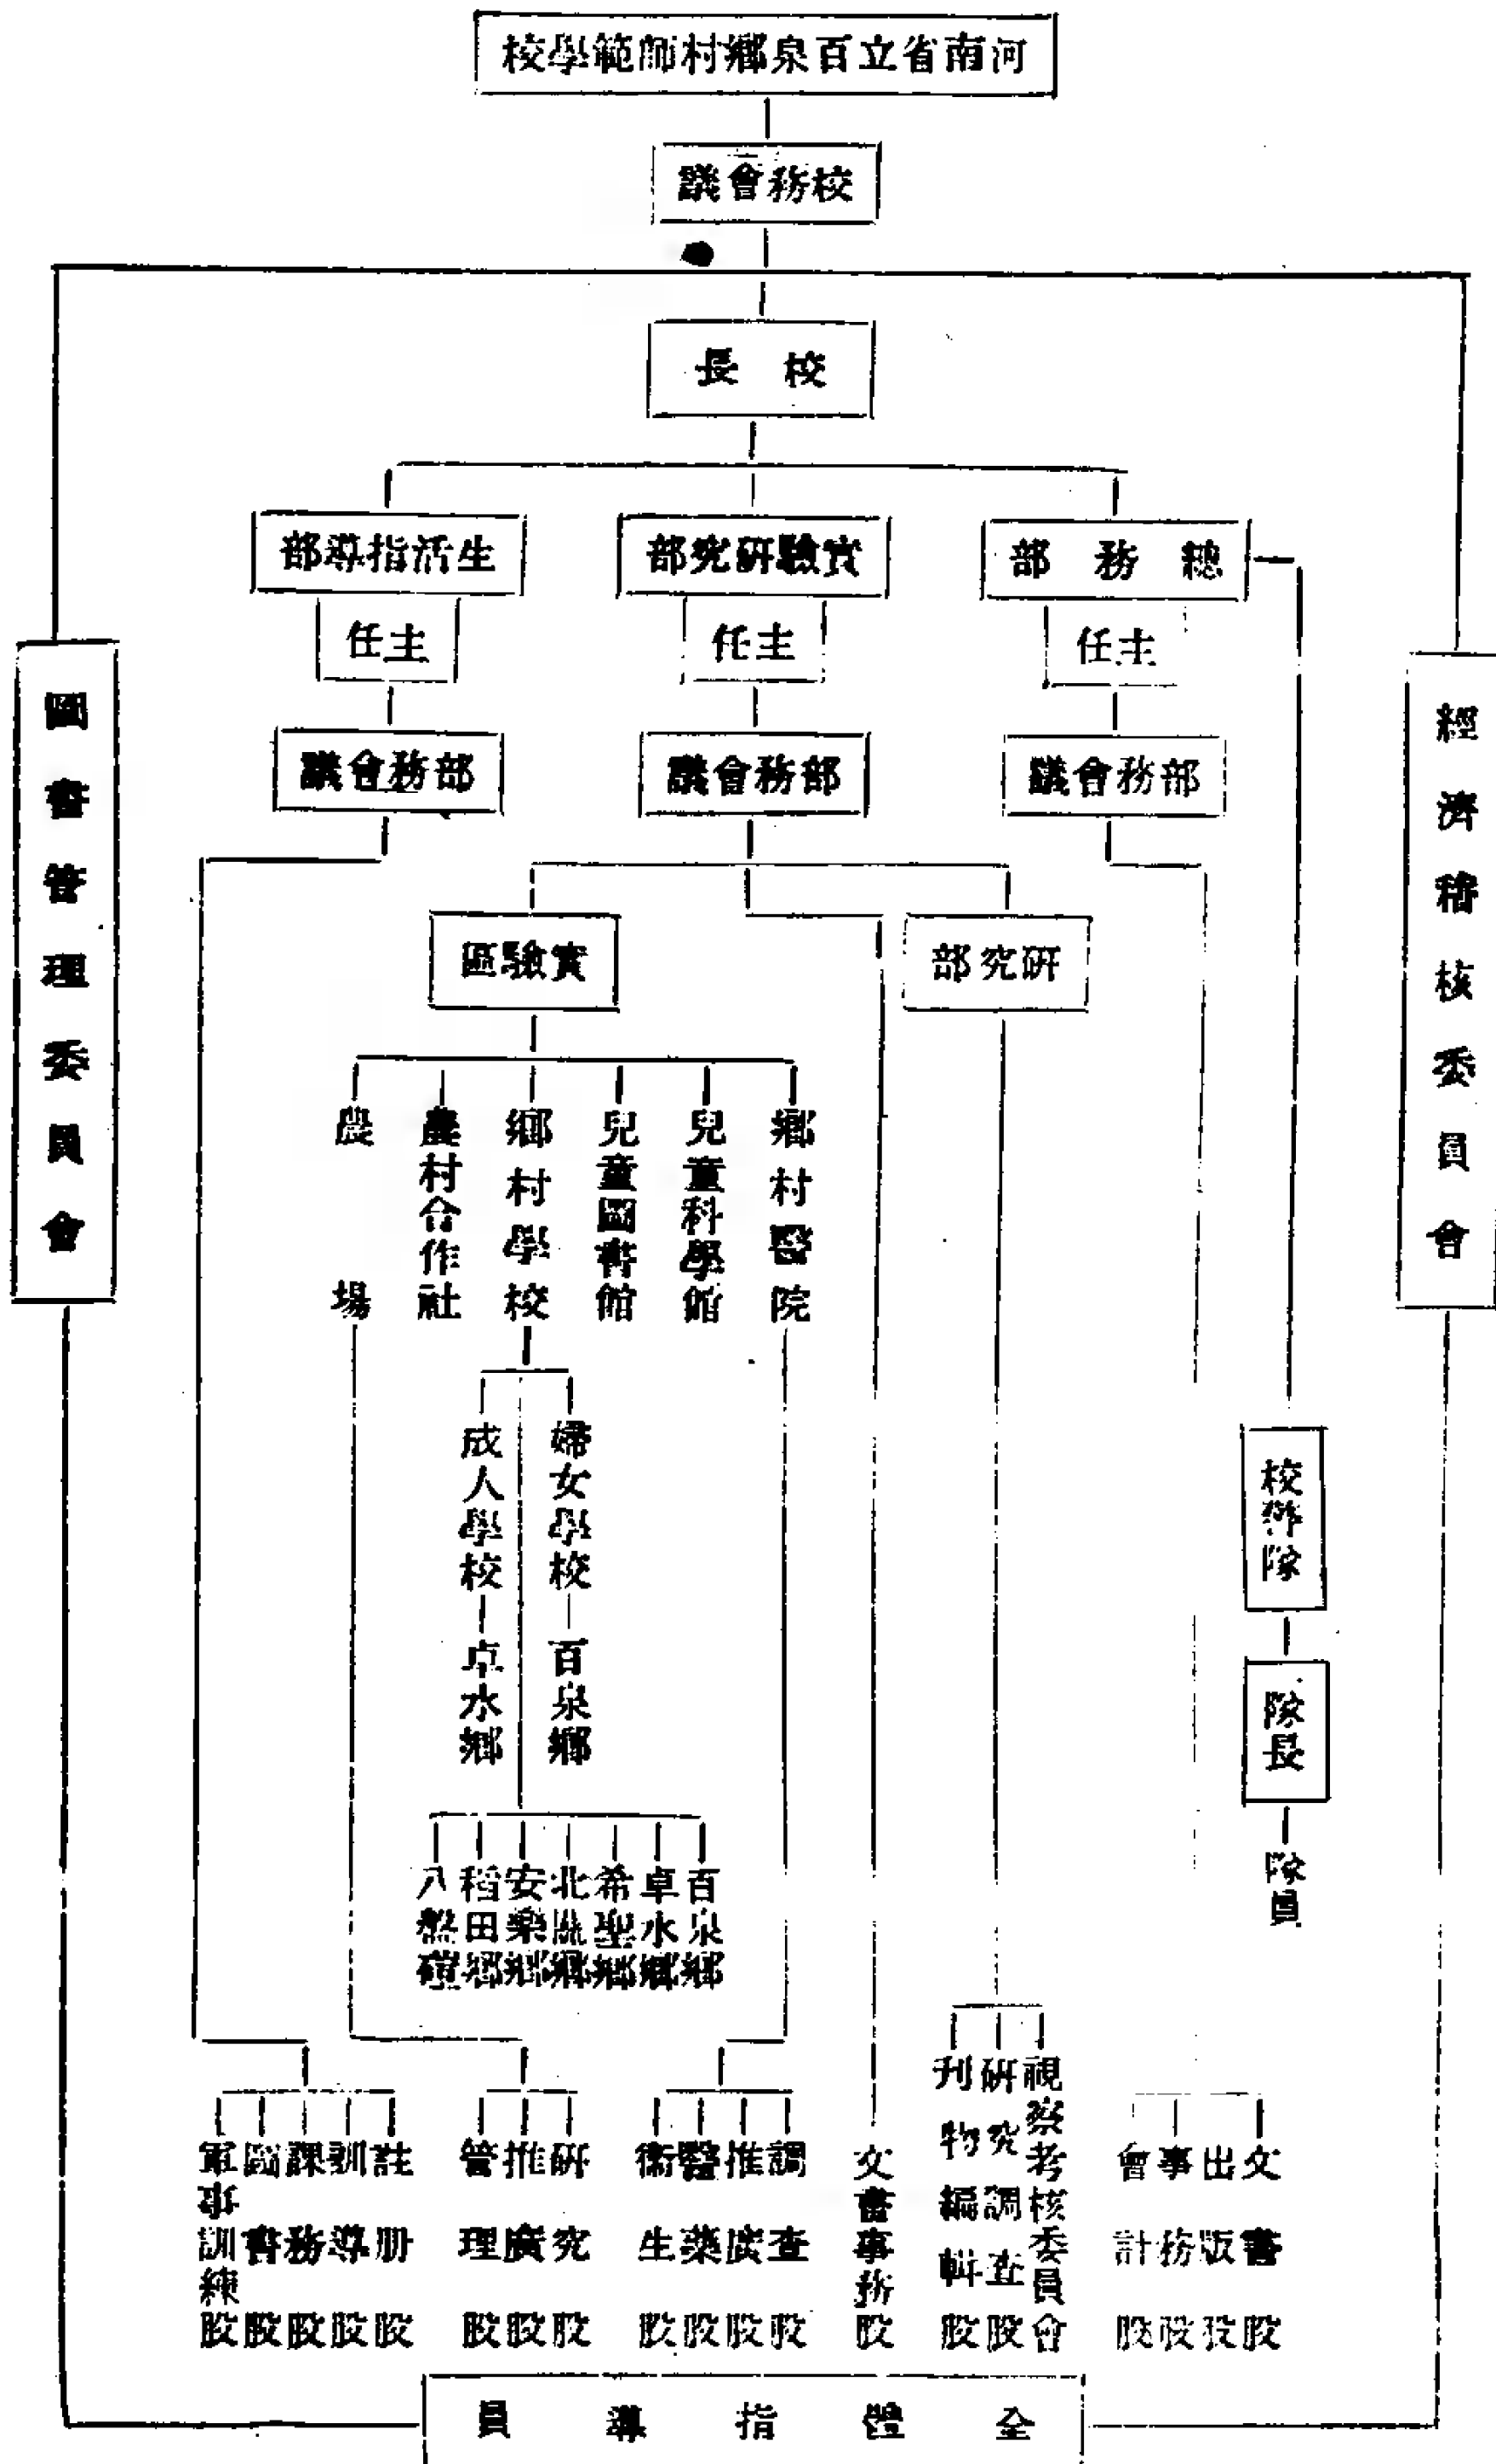 河南省立百泉鄉村師範學校
校務會議
校長
總務部
實驗研究部
生活指導部
主任
主任
主任
部務會議
部務會議
部務會議
經濟稽核委員會
圖書管理委員會
研究部
實驗區
鄉村醫院
兒童科學館
兒童圖書館
鄉村學校
農村合作社
農場
婦女學校
百泉鄉
成人學校
卓水鄉
校衛隊
隊長
隊員
百泉鄉
卓水鄉
希聖鄉
北關鄉
安樂鄉
稻田鄉
八盤磑
文書股
出版股
事務股
會計股
視察考核委員會
研究調查股
刊物編輯股
文書事務股
調查股
推廣股
醫藥股
衛生股
研究股
推廣股
管理股
註册股
訓導股
課務股
圖書股
軍事訓練股
全體指導員